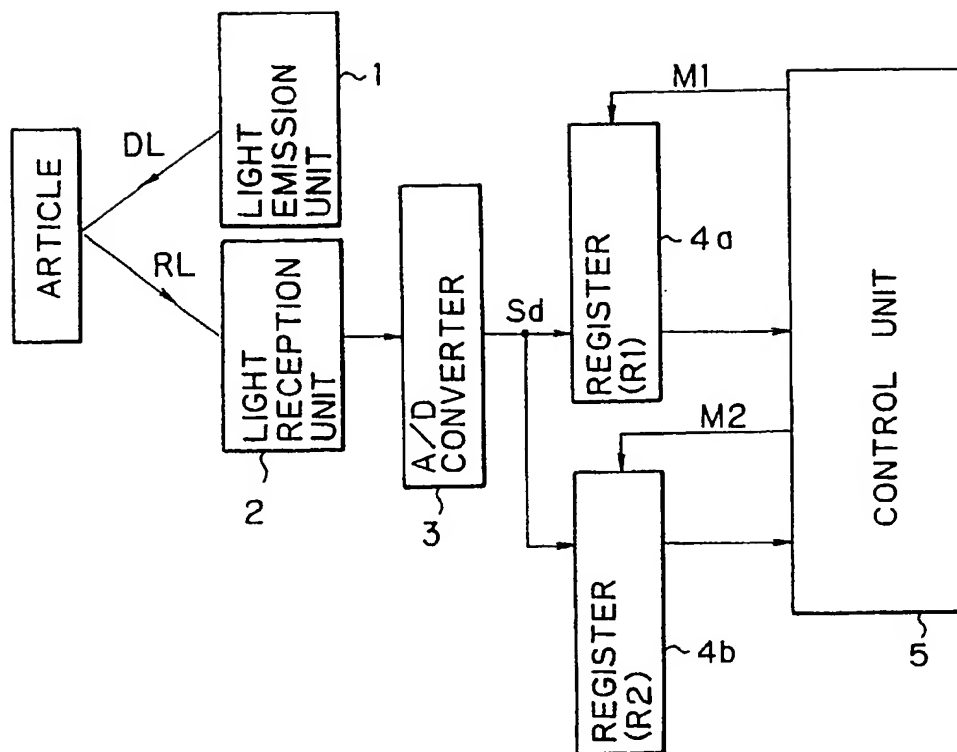 ARTICLE
DL
RL
LIGHT
EMISSION
UNIT
1
LIGHT
RECEPTION
UNIT
2
A/D
CONVERTER
3
Sd
M1
REGISTER
(R1)
4a
M2
REGISTER
(R2)
4b
CONTROL UNIT
5